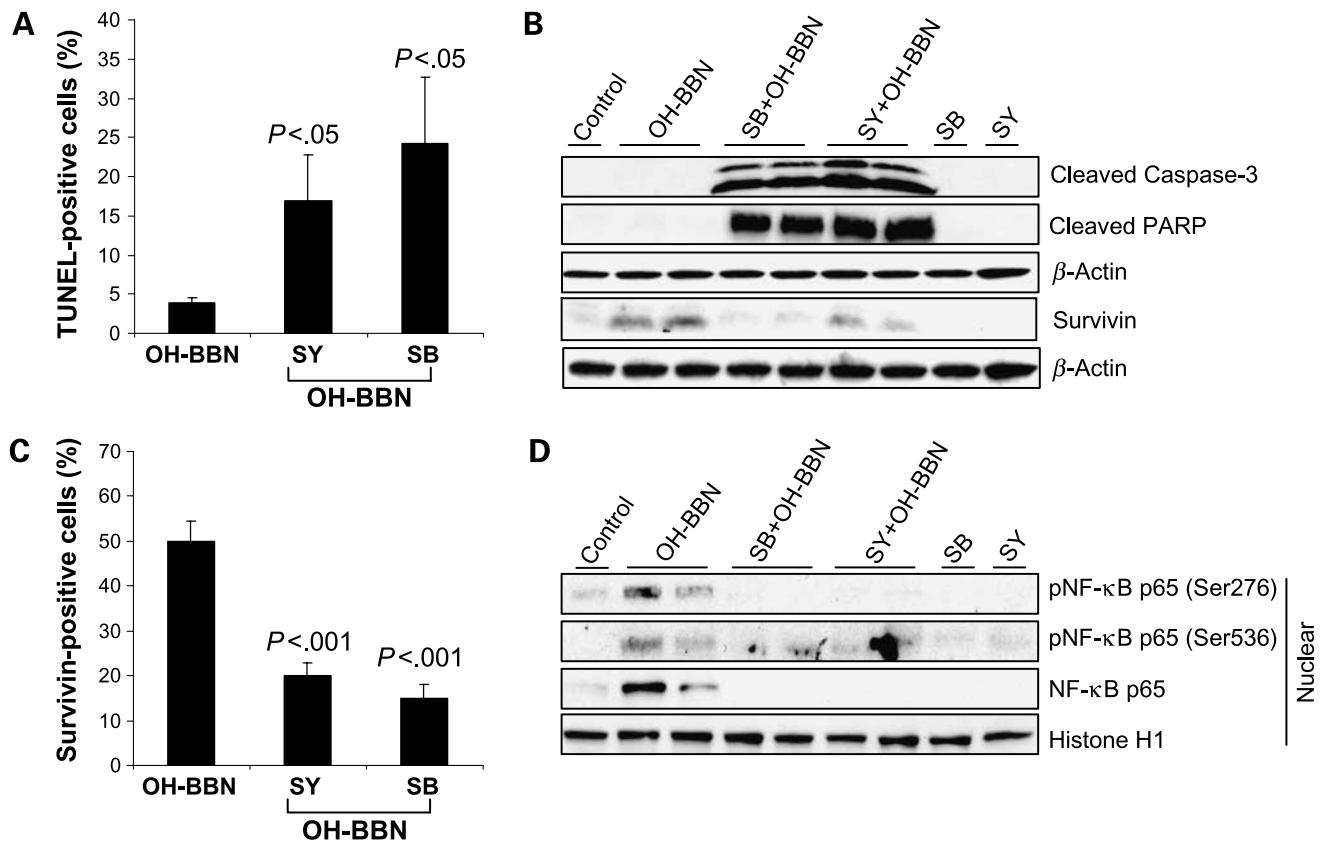 A
TUNEL-positive cells (%)
40
35
30
25
20
15
10
5
0
P<.05
P<.05
OH-BBN
SY
SB
OH-BBN
B
Control
OH-BBN
SB+OH-BBN
SY+OH-BBN
SB
SY
Cleaved Caspase-3
Cleaved PARP
β-Actin
Survivin
β-Actin
C
Survivin-positive cells (%)
70
60
50
40
30
20
10
0
P<.001
P<.001
OH-BBN
SY
SB
OH-BBN
D
Control
OH-BBN
SB+OH-BBN
SY+OH-BBN
SB
SY
pNF-κB p65 (Ser276)
pNF-κB p65 (Ser536)
NF-κB p65
Histone H1
Nuclear